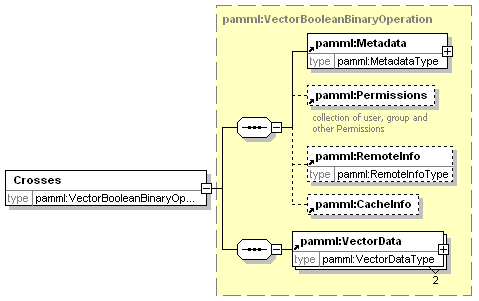 pamml:VectorBooleanBinaryOperation
pamml:Metadata
type pamml:MetadataType
pamml:Permissions
collection of user, group and
other Permissions
pamml:RemoteInfo
type pamml:RemoteInfoType
Crosses
type pamml:VectorBooleanBinaryOp...
pamml:CacheInfo
pamml:VectorData
type pamml:VectorDataType
2